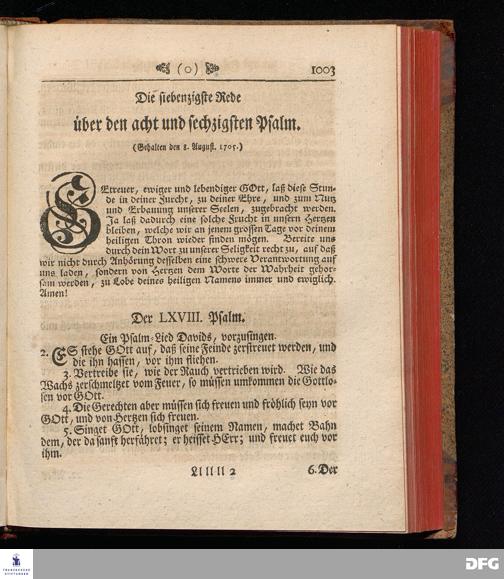 (0) 1003
Die siebenzigste Rede
über den acht und sechzigsten Psalm.
(Gehalten den 8. August. 1705.)
GEtreuer, ewiger und lebendiger GOtt, laß diese Stun-
de in deiner Furcht, zu deiner Ehre, und zum Nutz
und Erbauung unserer Seelen, zugebracht werden.
Ja laß dadurch eine solche Frucht in unsern Hertzen
bleiben, welche wir an jenem grossen Tage vor deinem
heiligen Thron wieder finden mögen. Bereite uns
durch dein Wort zu unserer Seligkeit recht zu, auf daß
wir nicht durch Anhörung desselben eine schwere Verantwortung auf
uns laden, sondern von Hertzen dem Worte der Wahrheit gehor-
sam werden, zu Lobe deines heiligen Namens immer und ewiglich.
Amen!
Der LXVIII. Psalm.
Ein Psalm-Lied Davids, vorzusingen.
2. ES stehe GOtt auf, daß seine Feinde zerstreuet werden, und
die ihn hassen, vor ihm fliehen.
3. Vertreibe sie, wie der Rauch vertrieben wird. Wie das
Wachs zerschmeltzet vom Feuer, so müssen umkommen die Gottlo-
sen vor GOtt.
4. Die Gerechten aber müssen sich freuen und fröhlich seyn vor
GOtt, und von Hertzen sich freuen.
5. Singet GOtt, lobsinget seinem Namen, machet Bahn
dem, der da sanft herfähret; er heisset HErr; und freuet euch vor
ihm.
Ll ll ll 2 6. Der
FRANCKESCHE
STIFTUNGEN
DFG